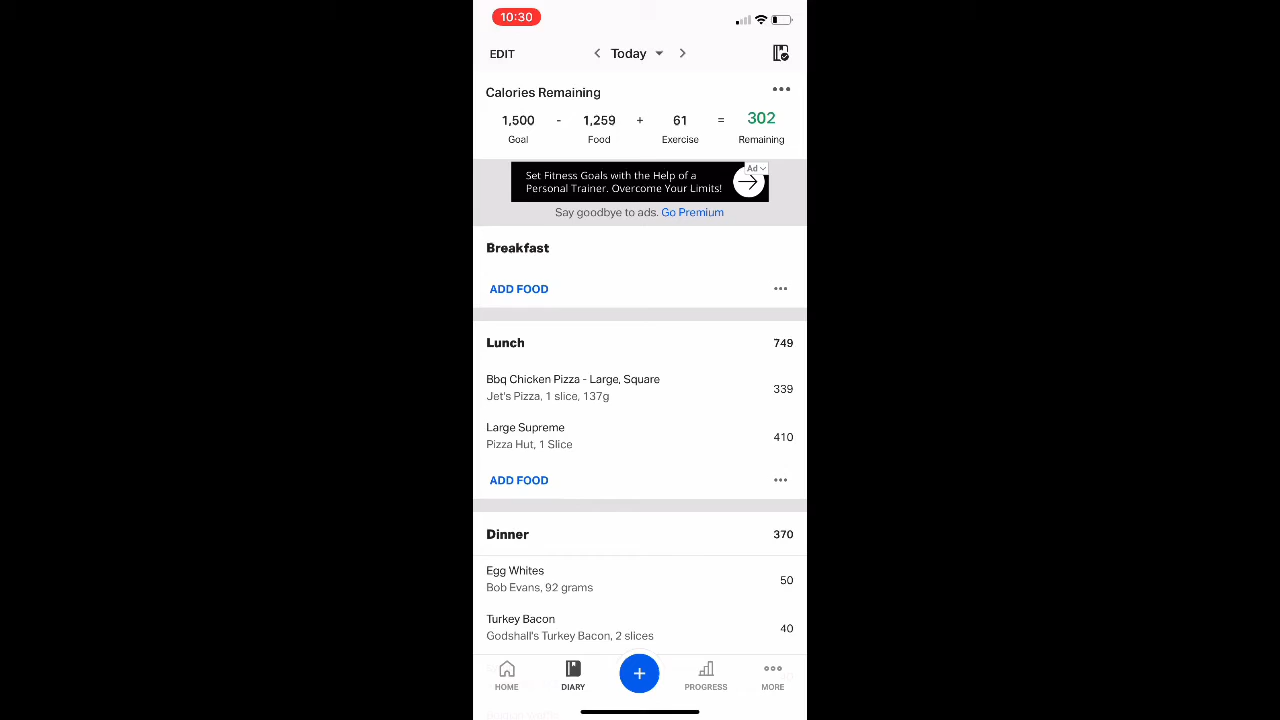 10:30
EDIT Today
Calories Remaining
1,500 - 1,259 + 61 = 302
Goal Food Exercise Remaining
Ad
Set Fitness Goals with the Help of a
Personal Trainer. Overcome Your Limits!
Say goodbye to ads. Go Premium
Breakfast
ADD FOOD
Lunch 749
Bbq Chicken Pizza - Large, Square
Jet's Pizza, 1 slice, 137g
339
Large Supreme
Pizza Hut, 1 Slice
410
ADD FOOD
Dinner 370
Egg Whites
Bob Evans, 92 grams
50
Turkey Bacon
Godshall's Turkey Bacon, 2 slices
40
HOME DIARY + PROGRESS MORE